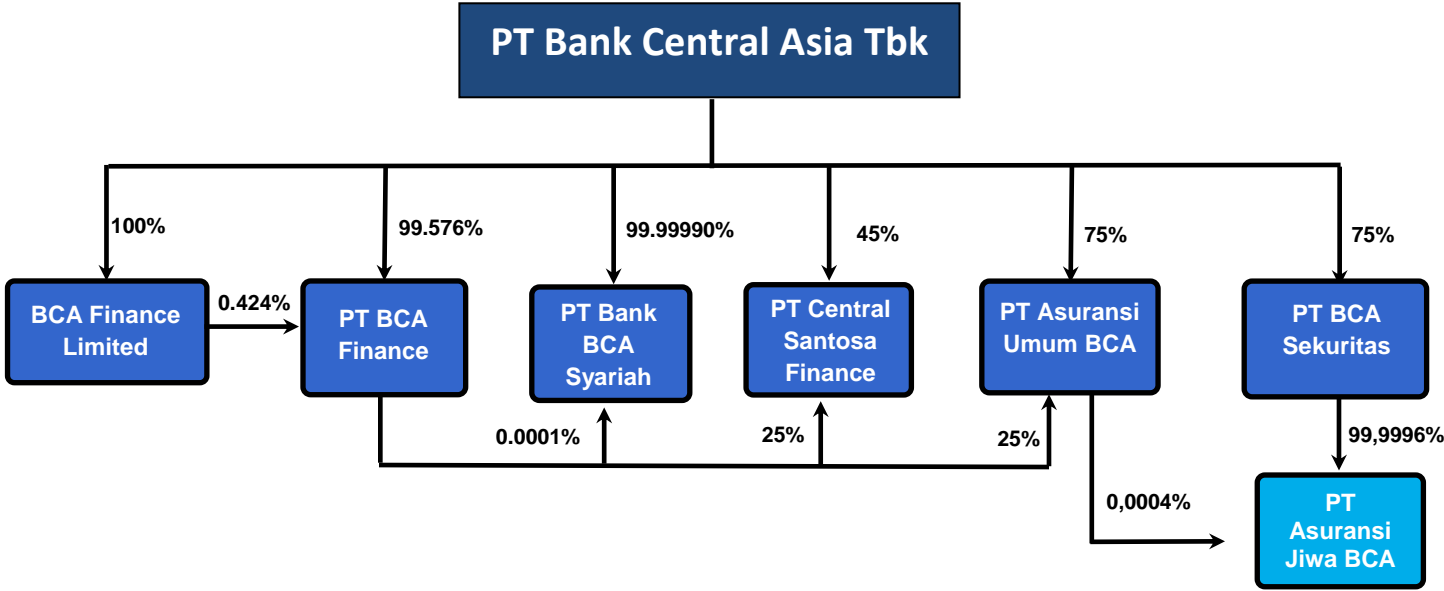 PT Bank Central Asia Tbk
100%
99.576%
99.99990%
45%
75%
75%
BCA Finance
Limited
0.424%
PT BCA
Finance
PT Bank
BCA
Syariah
PT Central
Santosa
Finance
PT Asuransi
Umum BCA
PT BCA
Sekuritas
0.0001%
25%
25%
99,9996%
0,0004%
PT
Asuransi
Jiwa BCA